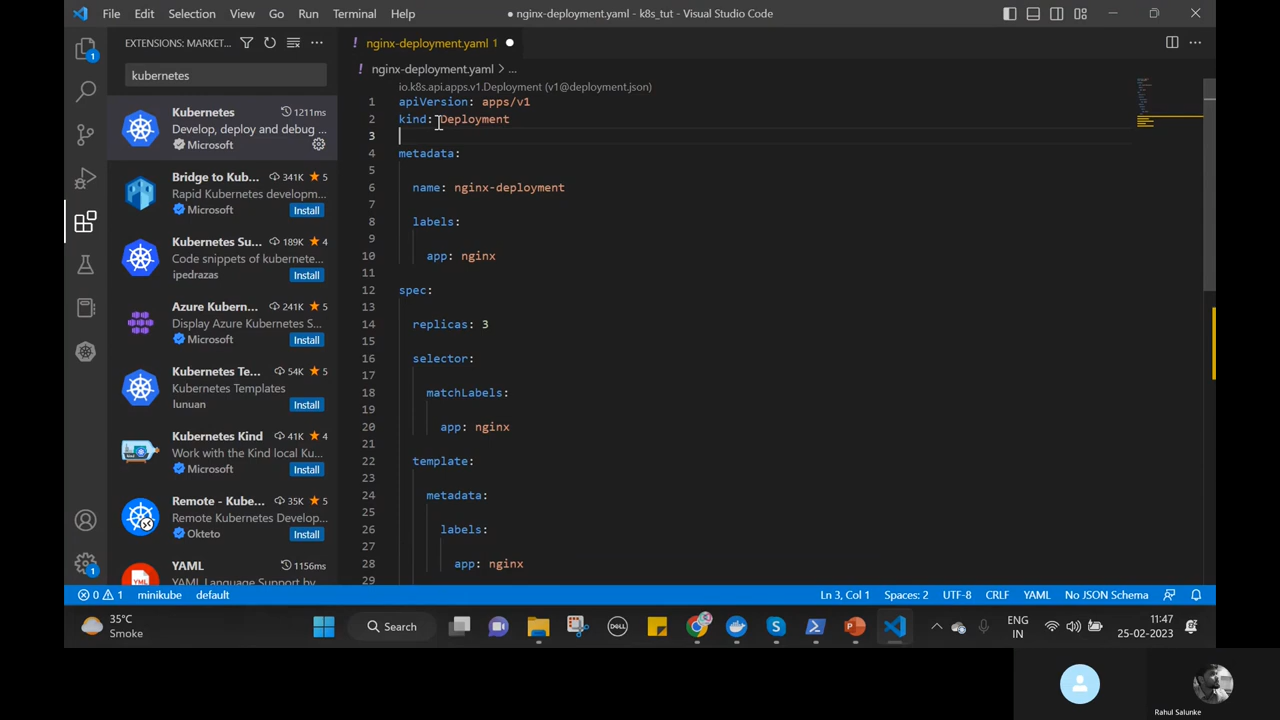 File Edit Selection View Go Run Terminal Help
● nginx-deployment.yaml - k8s_tut - Visual Studio Code
EXTENSIONS: MARKET...
kubernetes
Kubernetes 1211ms
Develop, deploy and debug ...
Microsoft
Bridge to Kub... 341K ★ 5
Rapid Kubernetes developm...
Microsoft Install
Kubernetes Su... 189K ★ 4
Code snippets of kubernete...
ipedrazas Install
Azure Kubern... 241K ★ 5
Display Azure Kubernetes S...
Microsoft Install
Kubernetes Te... 54K ★ 5
Kubernetes Templates
lunuan Install
Kubernetes Kind 41K ★ 4
Work with the Kind local Ku...
Microsoft Install
Remote - Kube... 35K ★ 5
Remote Kubernetes Develop...
Okteto Install
YAML 1156ms
YAML Language Support by
! nginx-deployment.yaml 1 ●
! nginx-deployment.yaml > ...
io.k8s.api.apps.v1.Deployment (v1@deployment.json)
1 apiVersion: apps/v1
2 kind: Deployment
3
4 metadata:
5
6 name: nginx-deployment
7
8 labels:
9
10 app: nginx
11
12 spec:
13
14 replicas: 3
15
16 selector:
17
18 matchLabels:
19
20 app: nginx
21
22 template:
23
24 metadata:
25
26 labels:
27
28 app: nginx
29
1
1
0 1 minikube default
Ln 3, Col 1 Spaces: 2 UTF-8 CRLF YAML No JSON Schema
35°C
Smoke
Search
DELL
ENG
IN
11:47
25-02-2023
Rahul Salunke